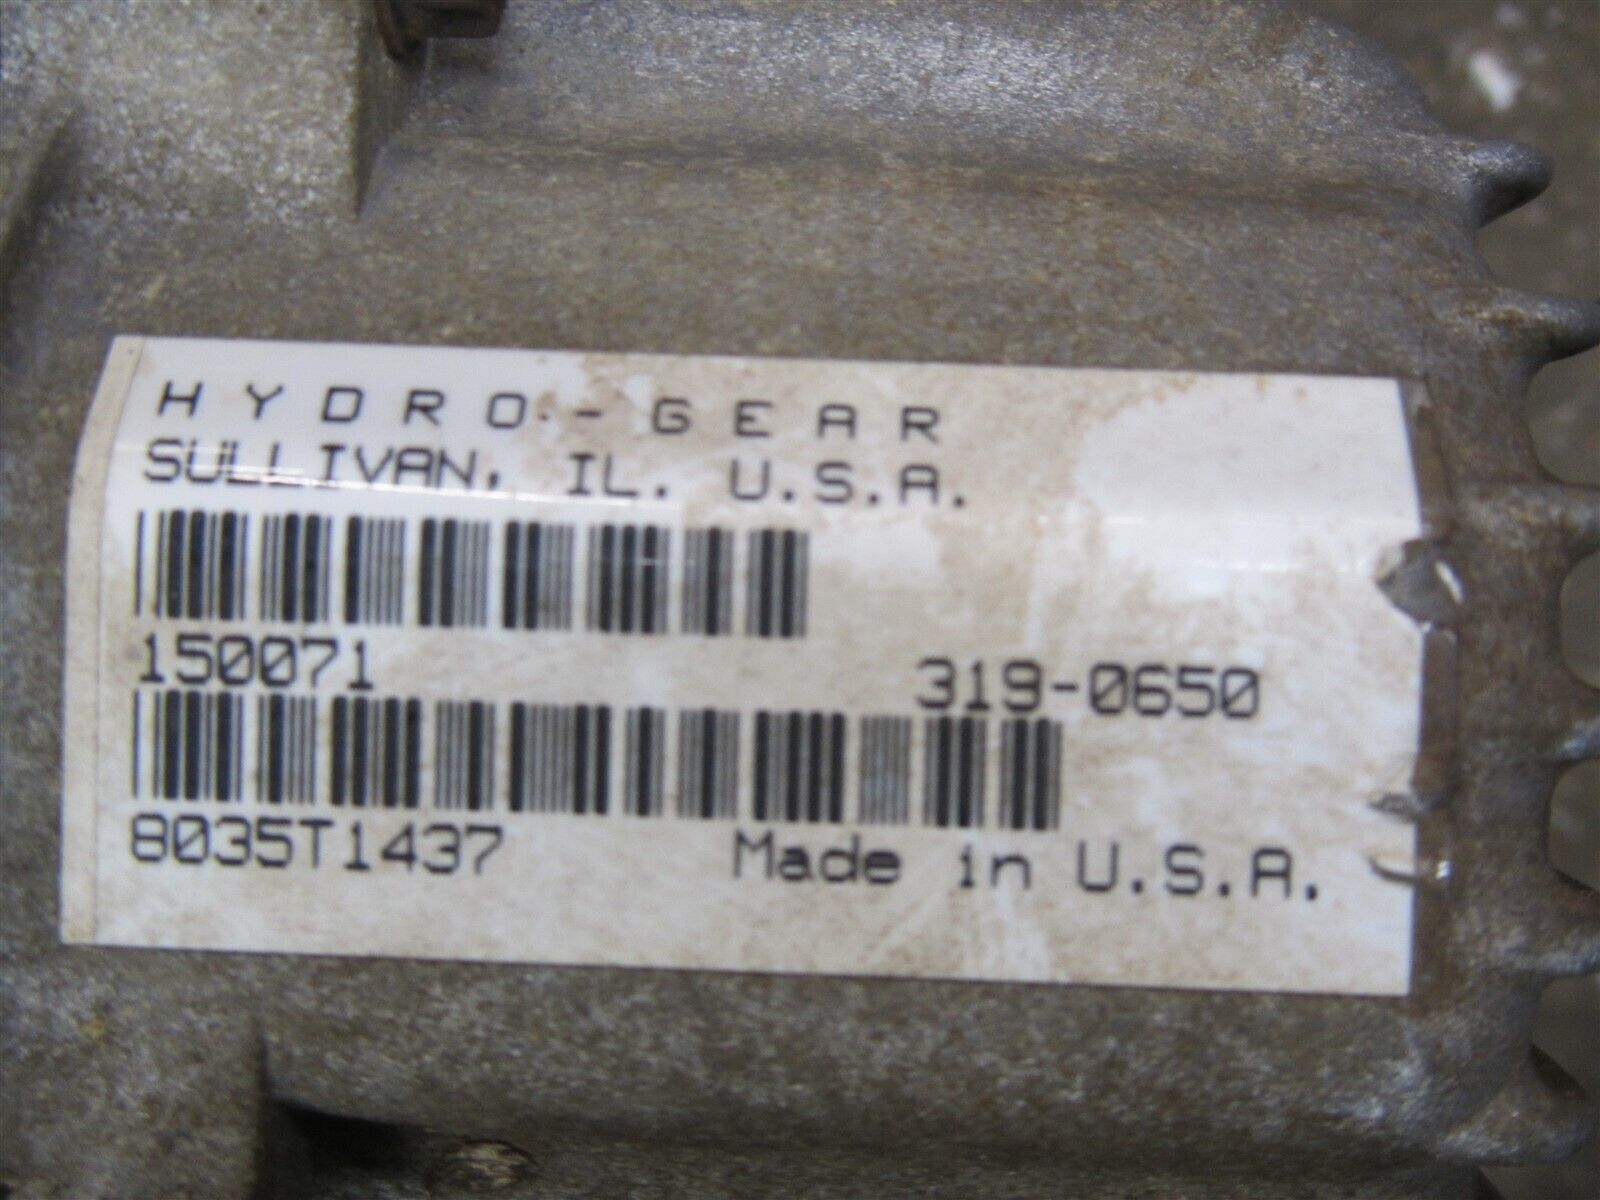 HYDRO-GEAR
SULLIVAN, IL. U.S.A.
150071 319-0650
8035T1437 Made in U.S.A.